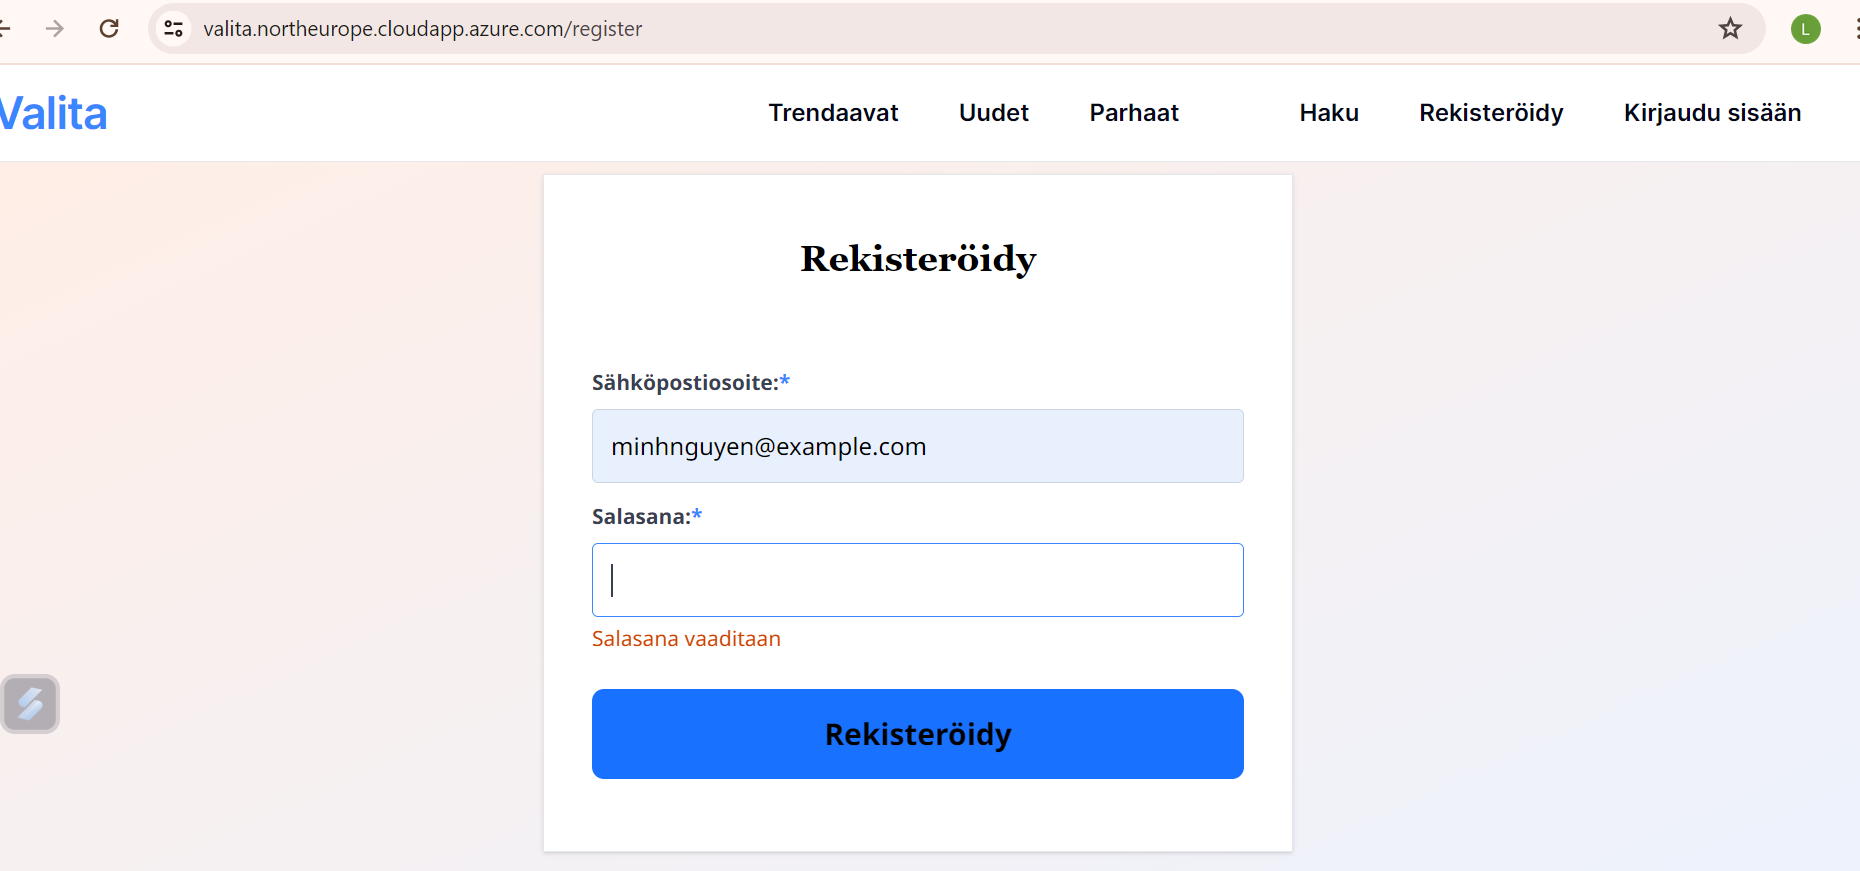 valita.northeurope.cloudapp.azure.com/register
L
Valita
Trendaavat Uudet Parhaat Haku Rekisteröidy Kirjaudu sisään
Rekisteröidy
Sähköpostiosoite:*
minhnguyen@example.com
Salasana:*
Salasana vaaditaan
Rekisteröidy